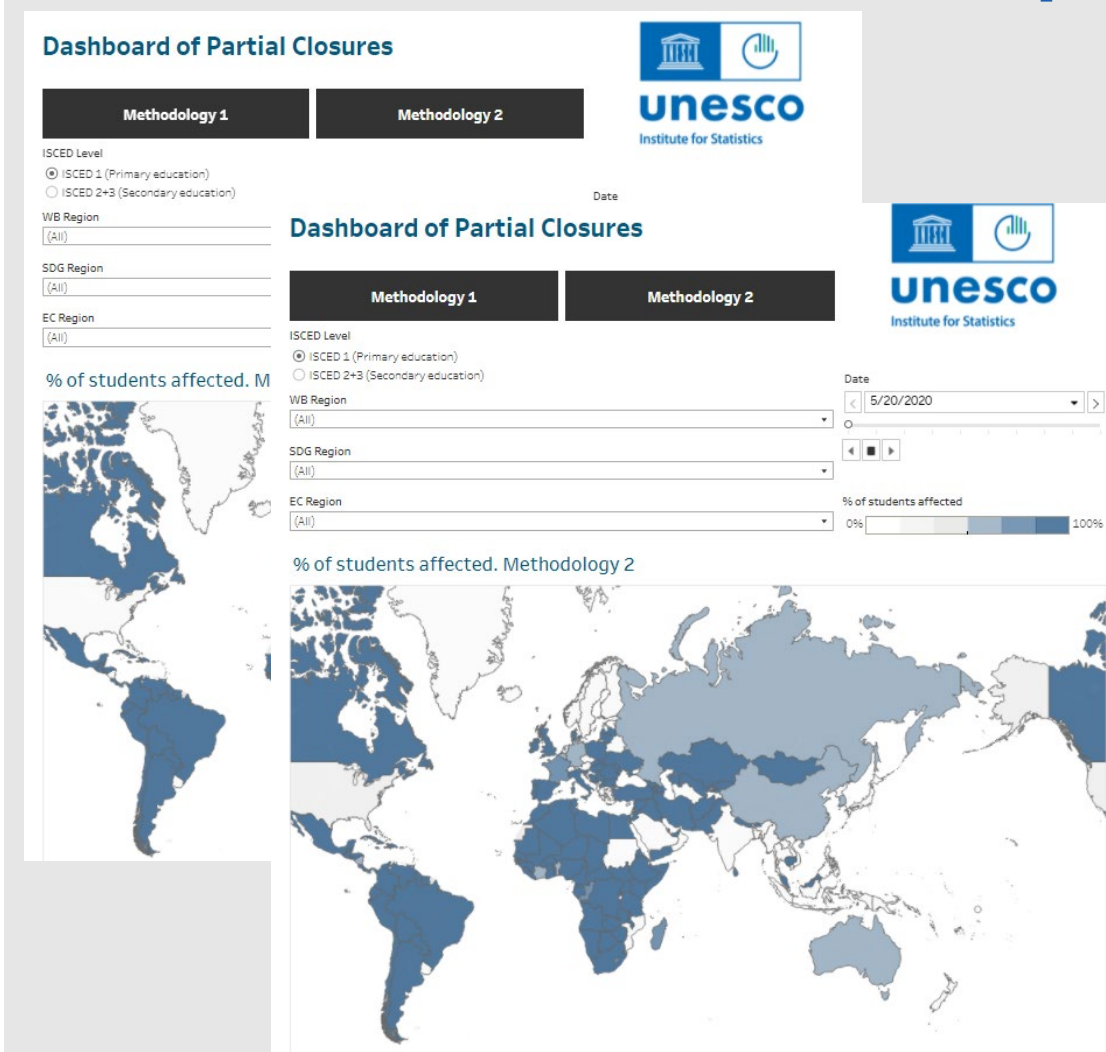 Dashboard of Partial Closures
unesco
Institute for Statistics
Methodology 1
Methodology 2
ISCED Level
ISCED 1 (Primary education)
ISCED 2+3 (Secondary education)
Date
WB Region
(All)
SDG Region
(All)
EC Region
(All)
% of students affected. M
Dashboard of Partial Closures
unesco
Institute for Statistics
Methodology 1
Methodology 2
ISCED Level
ISCED 1 (Primary education)
ISCED 2+3 (Secondary education)
Date
5/20/2020
WB Region
(All)
SDG Region
(All)
EC Region
(All)
% of students affected
0%
100%
% of students affected. Methodology 2